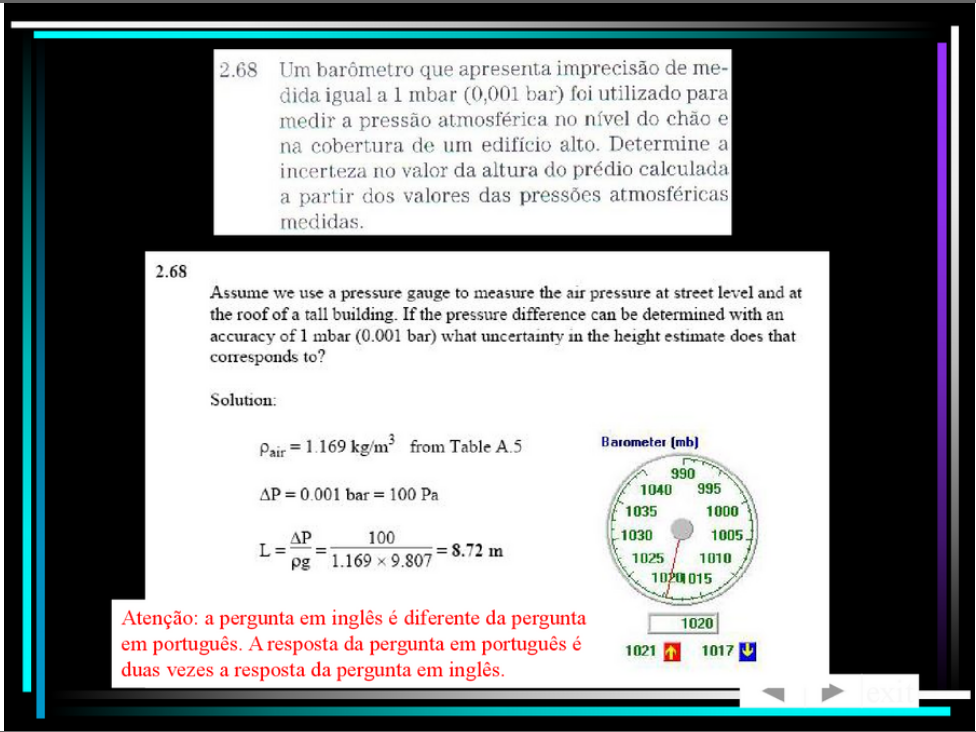 2.68 Um barômetro que apresenta imprecisão de me-
dida igual a 1 mbar (0,001 bar) foi utilizado para
medir a pressão atmosférica no nível do chão e
na cobertura de um edifício alto. Determine a
incerteza no valor da altura do prédio calculada
a partir dos valores das pressões atmosféricas
medidas.
2.68
Assume we use a pressure gauge to measure the air pressure at street level and at
the roof of a tall building. If the pressure difference can be determined with an
accuracy of 1 mbar (0.001 bar) what uncertainty in the height estimate does that
corresponds to?
Solution:
ρair = 1.169 kg/m³ from Table A.5
ΔP = 0.001 bar = 100 Pa
L = ΔP/ρg = 100/(1.169 × 9.807) = 8.72 m
Barometer (mb)
990
1040 995
1035 1000
1030 1005
1025 1010
1020 1015
1020
1021 1017
Atenção: a pergunta em inglês é diferente da pergunta
em português. A resposta da pergunta em português é
duas vezes a resposta da pergunta em inglês.
exit